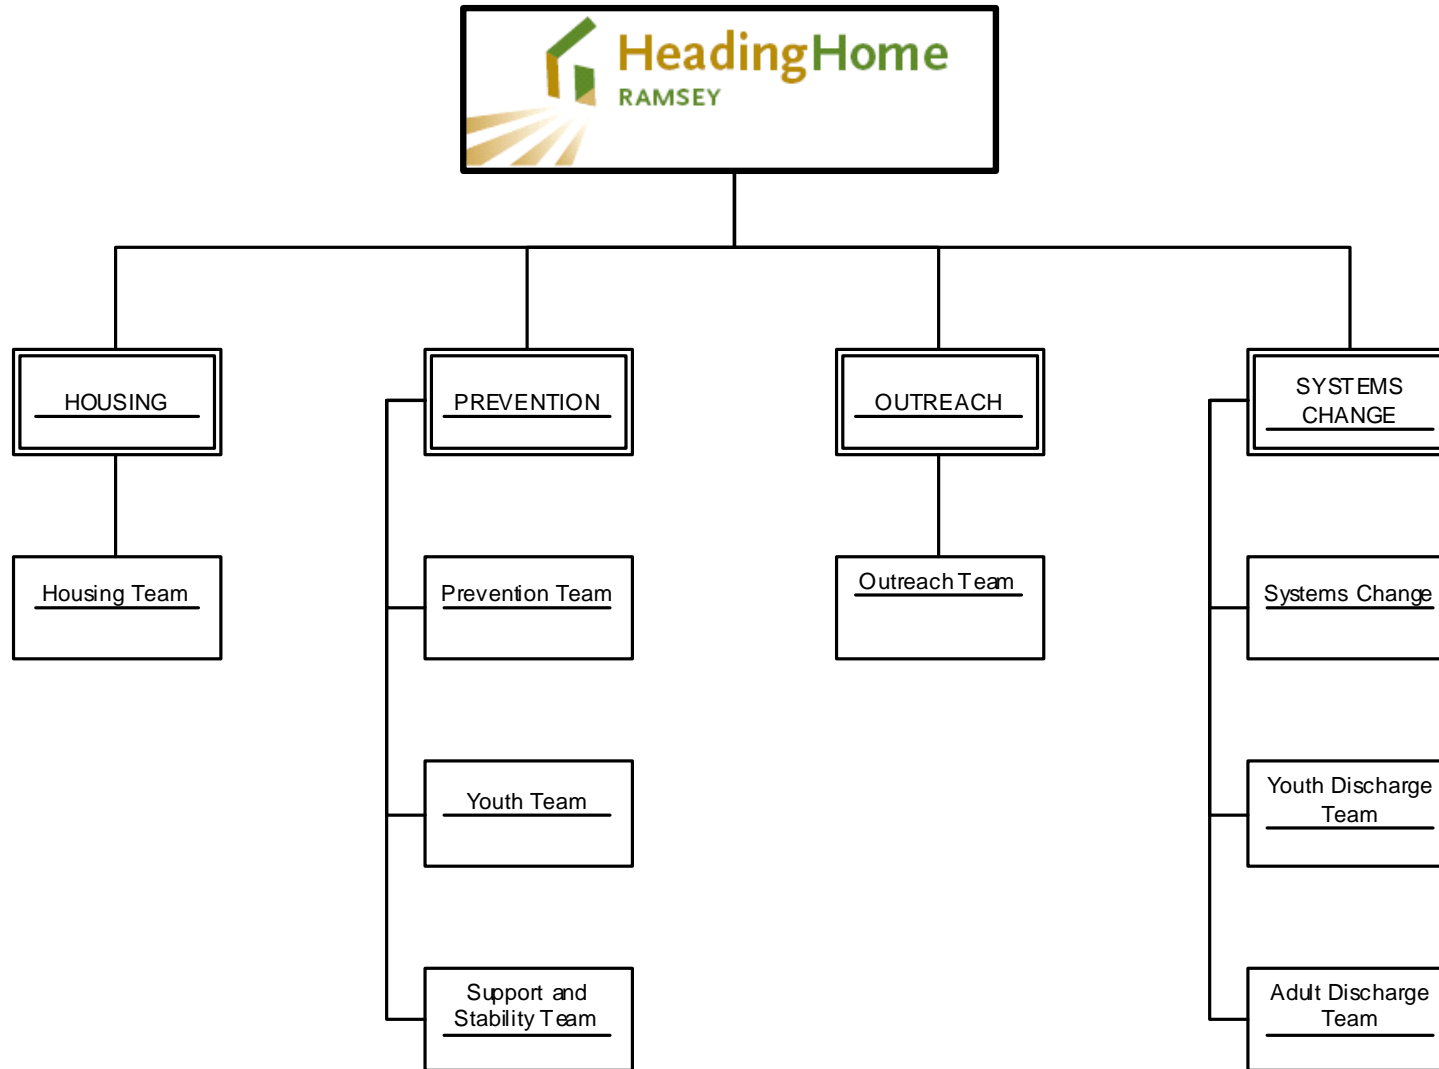 HeadingHome
RAMSEY
HOUSING
PREVENTION
OUTREACH
SYSTEMS
CHANGE
Housing Team
Prevention Team
Outreach Team
Systems Change
Youth Team
Youth Discharge
Team
Support and
Stability Team
Adult Discharge
Team